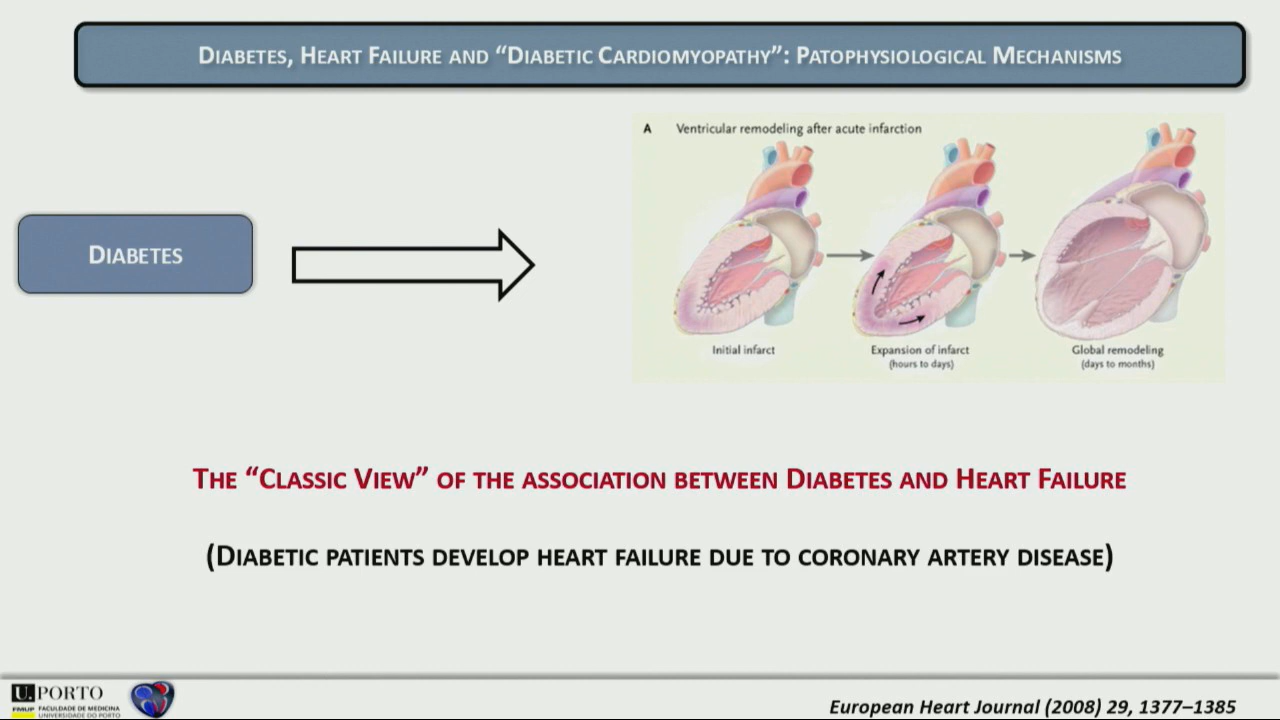 Diabetes, Heart Failure and “Diabetic Cardiomyopathy”: Patophysiological Mechanisms
A Ventricular remodeling after acute infarction
Diabetes
Initial infarct
Expansion of infarct
(hours to days)
Global remodeling
(days to months)
The “Classic View” of the association between Diabetes and Heart Failure
(Diabetic patients develop heart failure due to coronary artery disease)
U. PORTO
FMUP FACULDADE DE MEDICINA
UNIVERSIDADE DO PORTO
European Heart Journal (2008) 29, 1377–1385